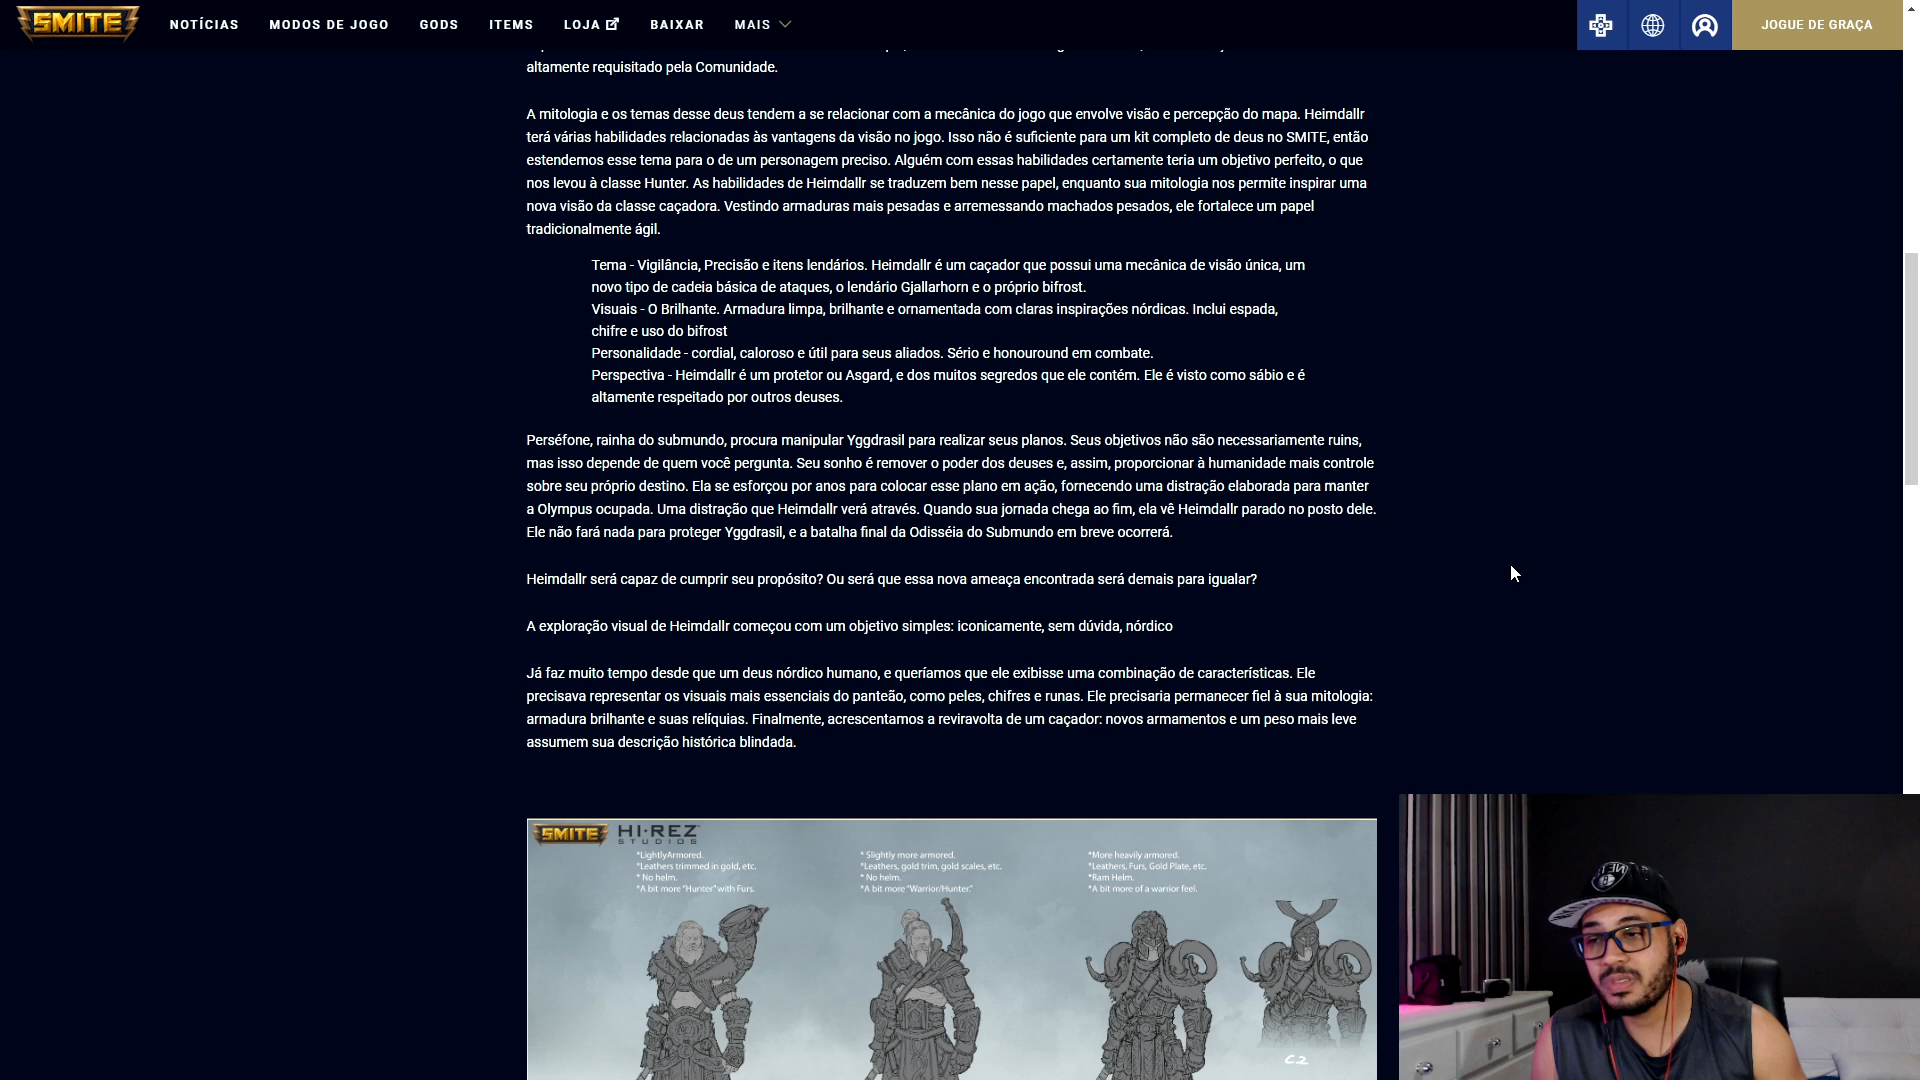 SMITE
NOTÍCIAS
MODOS DE JOGO
GODS
ITEMS
LOJA
BAIXAR
MAIS
JOGUE DE GRAÇA
altamente requisitado pela Comunidade.
A mitologia e os temas desse deus tendem a se relacionar com a mecânica do jogo que envolve visão e percepção do mapa. Heimdallr
terá várias habilidades relacionadas às vantagens da visão no jogo. Isso não é suficiente para um kit completo de deus no SMITE, então
estendemos esse tema para o de um personagem preciso. Alguém com essas habilidades certamente teria um objetivo perfeito, o que
nos levou à classe Hunter. As habilidades de Heimdallr se traduzem bem nesse papel, enquanto sua mitologia nos permite inspirar uma
nova visão da classe caçadora. Vestindo armaduras mais pesadas e arremessando machados pesados, ele fortalece um papel
tradicionalmente ágil.
Tema - Vigilância, Precisão e itens lendários. Heimdallr é um caçador que possui uma mecânica de visão única, um
novo tipo de cadeia básica de ataques, o lendário Gjallarhorn e o próprio bifrost.
Visuais - O Brilhante. Armadura limpa, brilhante e ornamentada com claras inspirações nórdicas. Inclui espada,
chifre e uso do bifrost
Personalidade - cordial, caloroso e útil para seus aliados. Sério e honouround em combate.
Perspectiva - Heimdallr é um protetor ou Asgard, e dos muitos segredos que ele contém. Ele é visto como sábio e é
altamente respeitado por outros deuses.
Perséfone, rainha do submundo, procura manipular Yggdrasil para realizar seus planos. Seus objetivos não são necessariamente ruins,
mas isso depende de quem você pergunta. Seu sonho é remover o poder dos deuses e, assim, proporcionar à humanidade mais controle
sobre seu próprio destino. Ela se esforçou por anos para colocar esse plano em ação, fornecendo uma distração elaborada para manter
a Olympus ocupada. Uma distração que Heimdallr verá através. Quando sua jornada chega ao fim, ela vê Heimdallr parado no posto dele.
Ele não fará nada para proteger Yggdrasil, e a batalha final da Odisséia do Submundo em breve ocorrerá.
Heimdallr será capaz de cumprir seu propósito? Ou será que essa nova ameaça encontrada será demais para igualar?
A exploração visual de Heimdallr começou com um objetivo simples: iconicamente, sem dúvida, nórdico
Já faz muito tempo desde que um deus nórdico humano, e queríamos que ele exibisse uma combinação de características. Ele
precisava representar os visuais mais essenciais do panteão, como peles, chifres e runas. Ele precisaria permanecer fiel à sua mitologia:
armadura brilhante e suas relíquias. Finalmente, acrescentamos a reviravolta de um caçador: novos armamentos e um peso mais leve
assumem sua descrição histórica blindada.
SMITE
HI-REZ
STUDIOS
*LightlyArmored.
*Leathers trimmed in gold, etc.
* No helm.
*A bit more "Hunter" with Furs.
* Slightly more armored.
*Leathers, gold trim, gold scales, etc.
* No helm.
*A bit more "Warrior/Hunter."
*More heavily armored.
*Leathers, Furs, Gold Plate, etc.
*Ram Helm.
*A bit more of a warrior feel.
C2